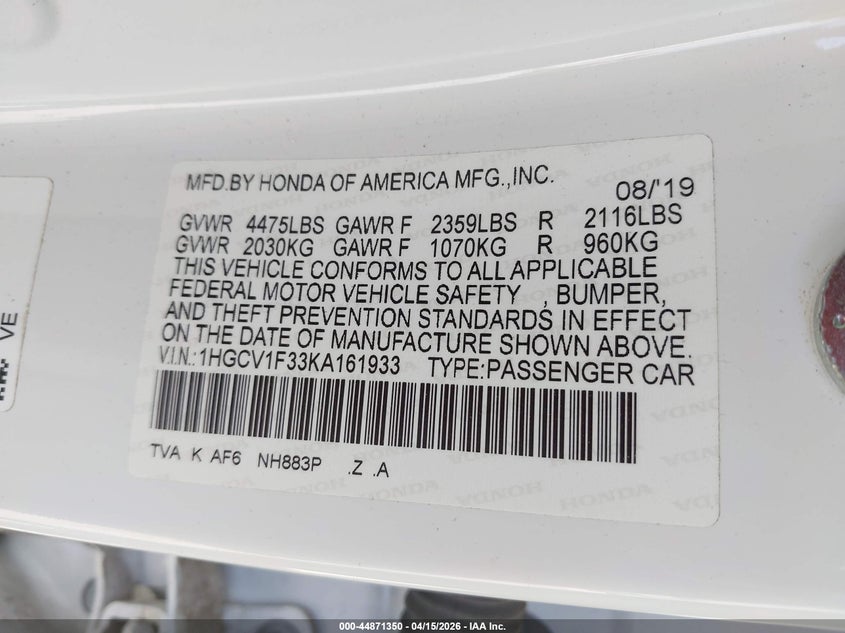 MFD.BY HONDA OF AMERICA MFG.,INC. 08/'19
GVWR 4475LBS GAWR F 2359LBS R 2116LBS
GVWR 2030KG GAWR F 1070KG R 960KG
THIS VEHICLE CONFORMS TO ALL APPLICABLE
FEDERAL MOTOR VEHICLE SAFETY , BUMPER,
AND THEFT PREVENTION STANDARDS IN EFFECT
ON THE DATE OF MANUFACTURE SHOWN ABOVE.
V.I.N.:1HGCV1F33KA161933 TYPE:PASSENGER CAR
TVA K AF6 NH883P .Z .A
VE
HONDA
000-44871350 - 04/15/2026 - IAA Inc.